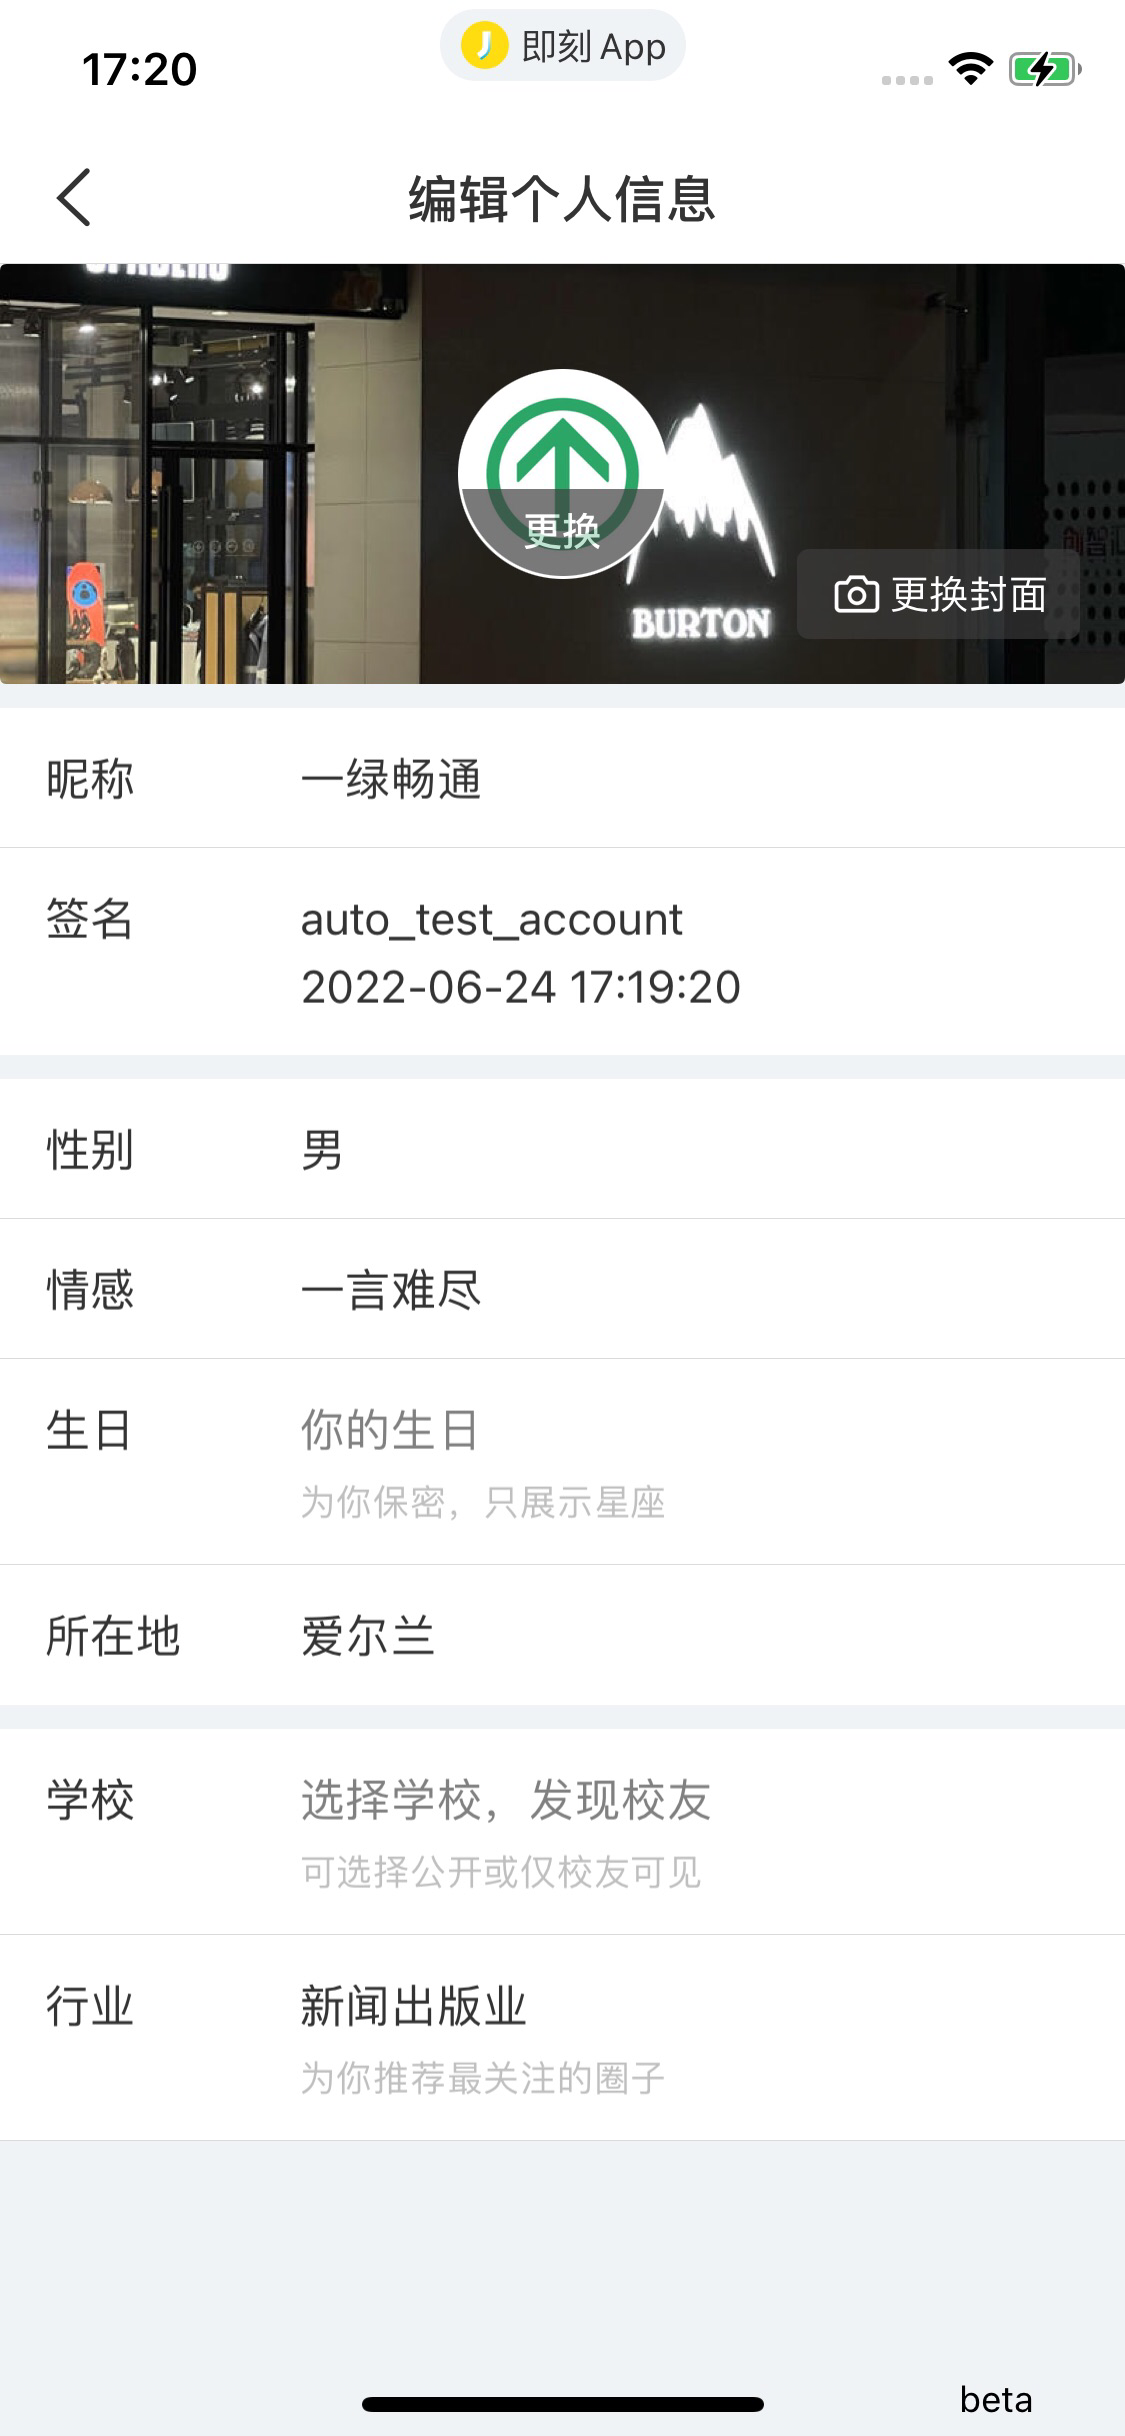 17:20
即刻 App
编辑个人信息
更换
BURTON
更换封面
昵称
一绿畅通
签名
auto_test_account
2022-06-24 17:19:20
性别
男
情感
一言难尽
生日
你的生日
为你保密，只展示星座
所在地
爱尔兰
学校
选择学校，发现校友
可选择公开或仅校友可见
行业
新闻出版业
为你推荐最关注的圈子
beta